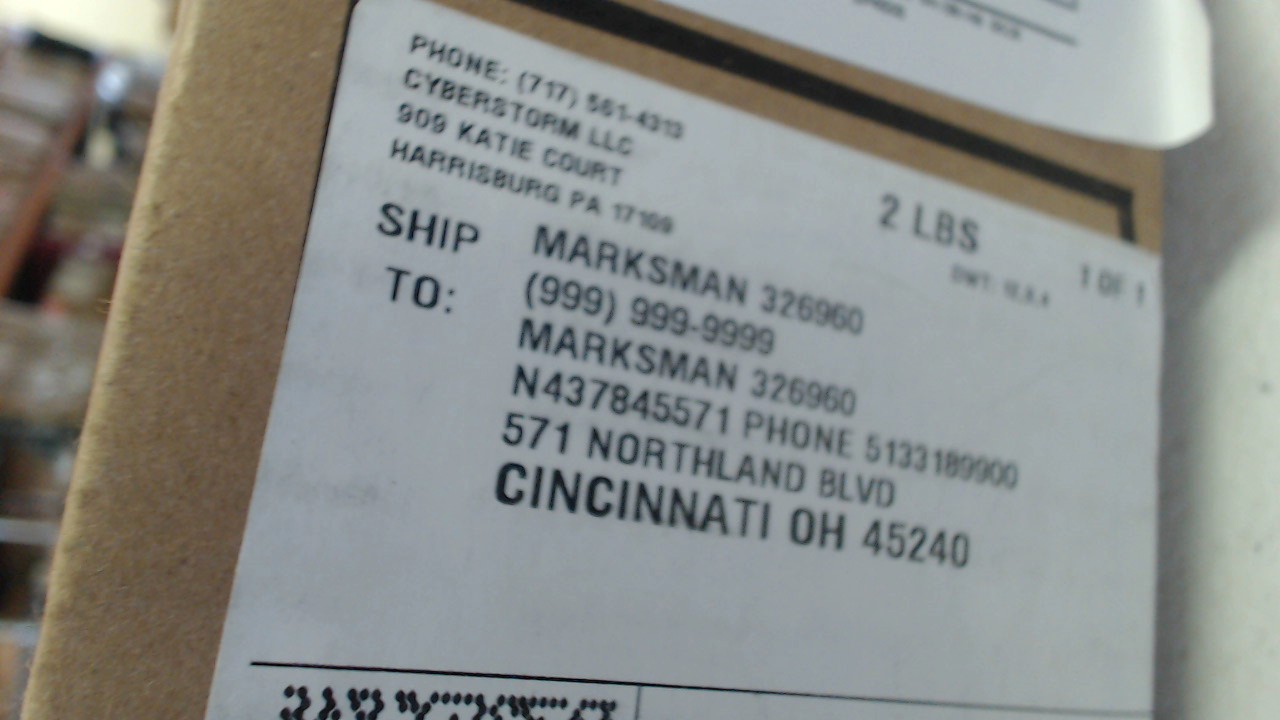 PHONE: (717) 561-4313
CYBERSTORM LLC
909 KATIE COURT
HARRISBURG PA 17109
2 LBS
1 OF 1
SHIP
TO:
MARKSMAN 326960
(999) 999-9999
MARKSMAN 326960
N437845571 PHONE 5133189900
571 NORTHLAND BLVD
CINCINNATI OH 45240